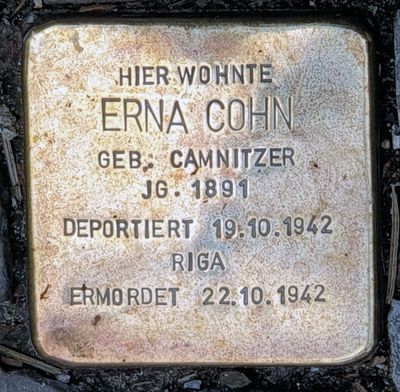 HIER WOHNTE
ERNA COHN
GEB. CAMNITZER
JG. 1891
DEPORTIERT 19.10.1942
RIGA
ERMORDET 22.10.1942